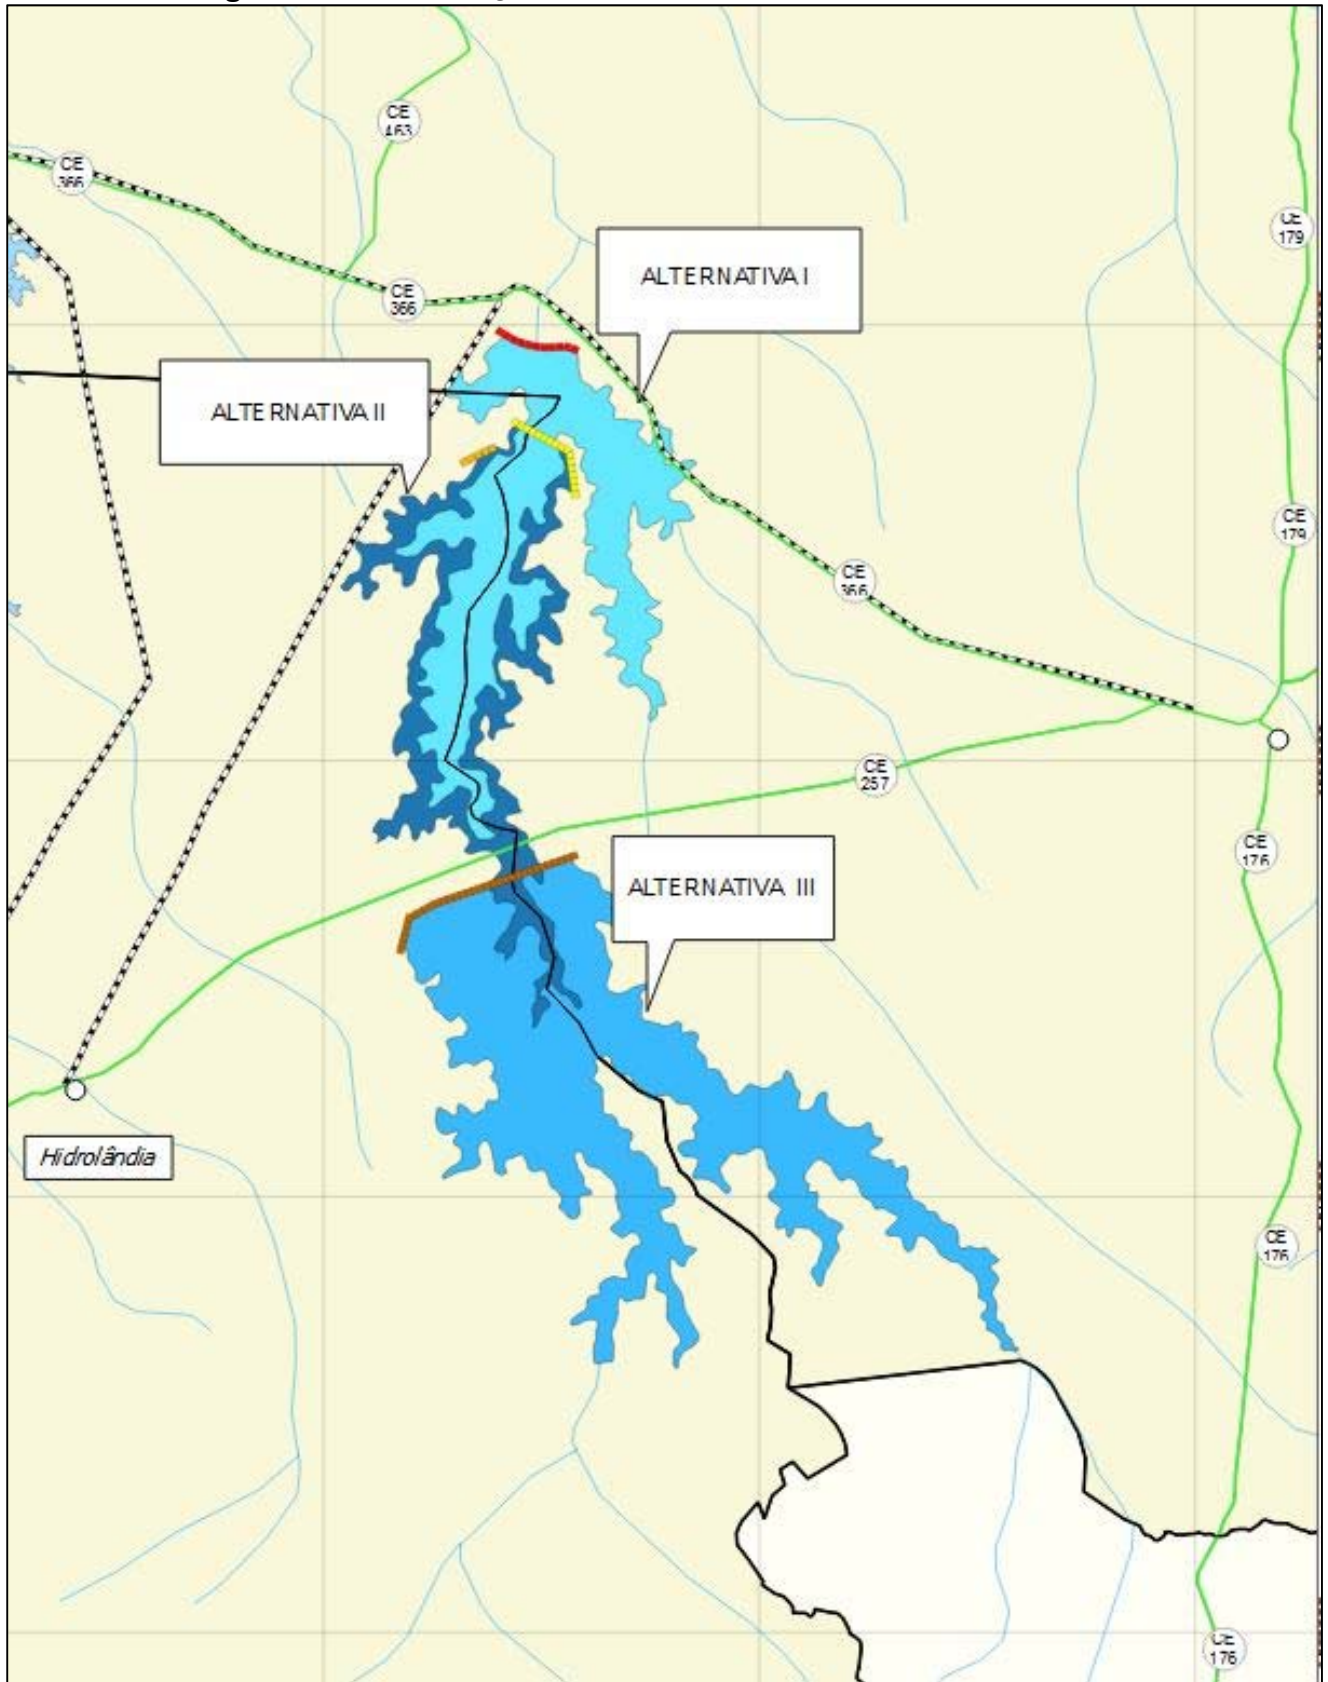 CE
463
CE
366
CE
179
ALTERNATIVA I
CE
366
ALTERNATIVA II
CE
179
CE
366
CE
257
CE
176
ALTERNATIVA III
Hidrolândia
CE
176
CE
176